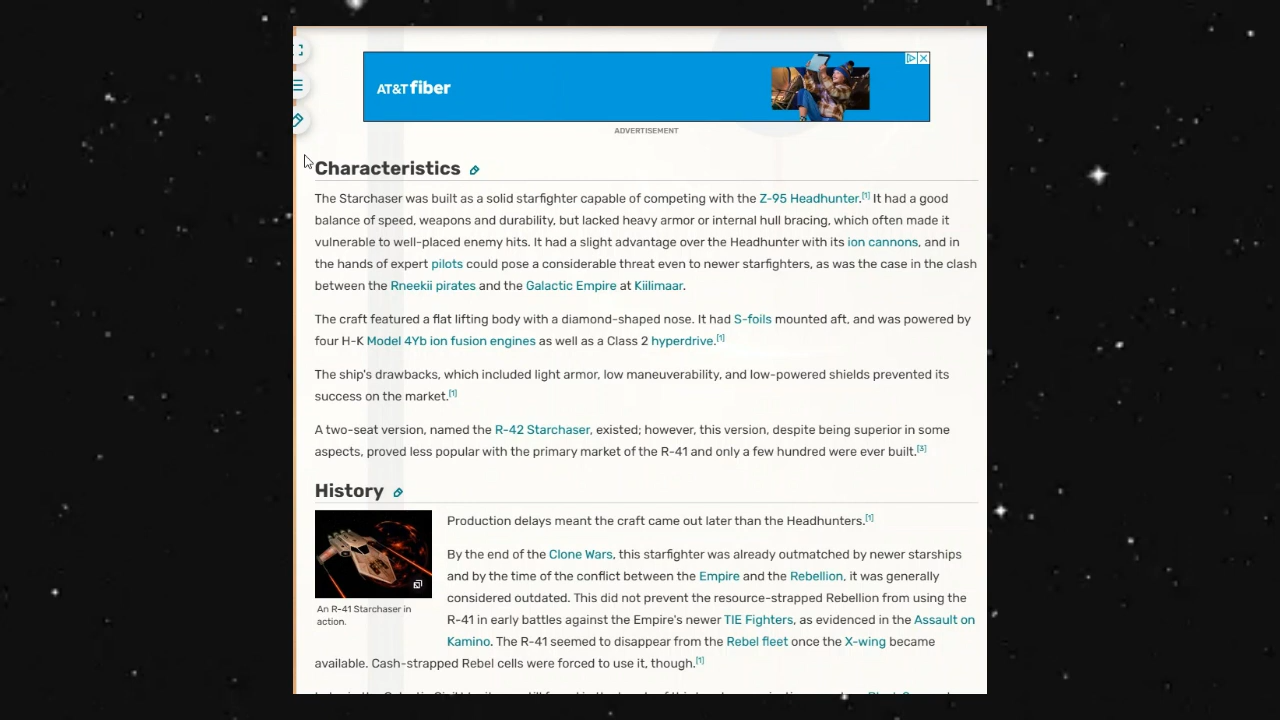 AT&T fiber
ADVERTISEMENT
Characteristics
The Starchaser was built as a solid starfighter capable of competing with the Z-95 Headhunter.[1] It had a good
balance of speed, weapons and durability, but lacked heavy armor or internal hull bracing, which often made it
vulnerable to well-placed enemy hits. It had a slight advantage over the Headhunter with its ion cannons, and in
the hands of expert pilots could pose a considerable threat even to newer starfighters, as was the case in the clash
between the Rneekii pirates and the Galactic Empire at Kiilimaar.
The craft featured a flat lifting body with a diamond-shaped nose. It had S-foils mounted aft, and was powered by
four H-K Model 4Yb ion fusion engines as well as a Class 2 hyperdrive.[1]
The ship's drawbacks, which included light armor, low maneuverability, and low-powered shields prevented its
success on the market.[1]
A two-seat version, named the R-42 Starchaser, existed; however, this version, despite being superior in some
aspects, proved less popular with the primary market of the R-41 and only a few hundred were ever built.[3]
History
Production delays meant the craft came out later than the Headhunters.[1]
By the end of the Clone Wars, this starfighter was already outmatched by newer starships
and by the time of the conflict between the Empire and the Rebellion, it was generally
considered outdated. This did not prevent the resource-strapped Rebellion from using the
R-41 in early battles against the Empire's newer TIE Fighters, as evidenced in the Assault on
Kamino. The R-41 seemed to disappear from the Rebel fleet once the X-wing became
available. Cash-strapped Rebel cells were forced to use it, though.[1]
An R-41 Starchaser in
action.